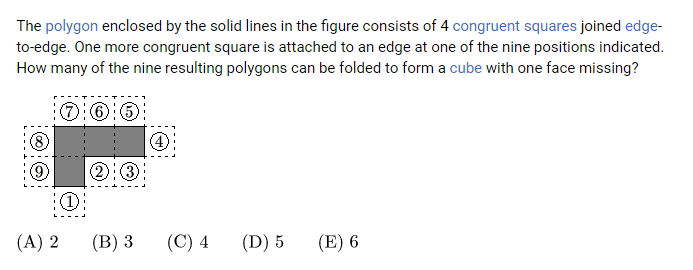 The polygon enclosed by the solid lines in the figure consists of 4 congruent squares joined edge-
to-edge. One more congruent square is attached to an edge at one of the nine positions indicated.
How many of the nine resulting polygons can be folded to form a cube with one face missing?
⑦ ⑥ ⑤
⑧ ④
⑨ ② ③
①
(A) 2 (B) 3 (C) 4 (D) 5 (E) 6